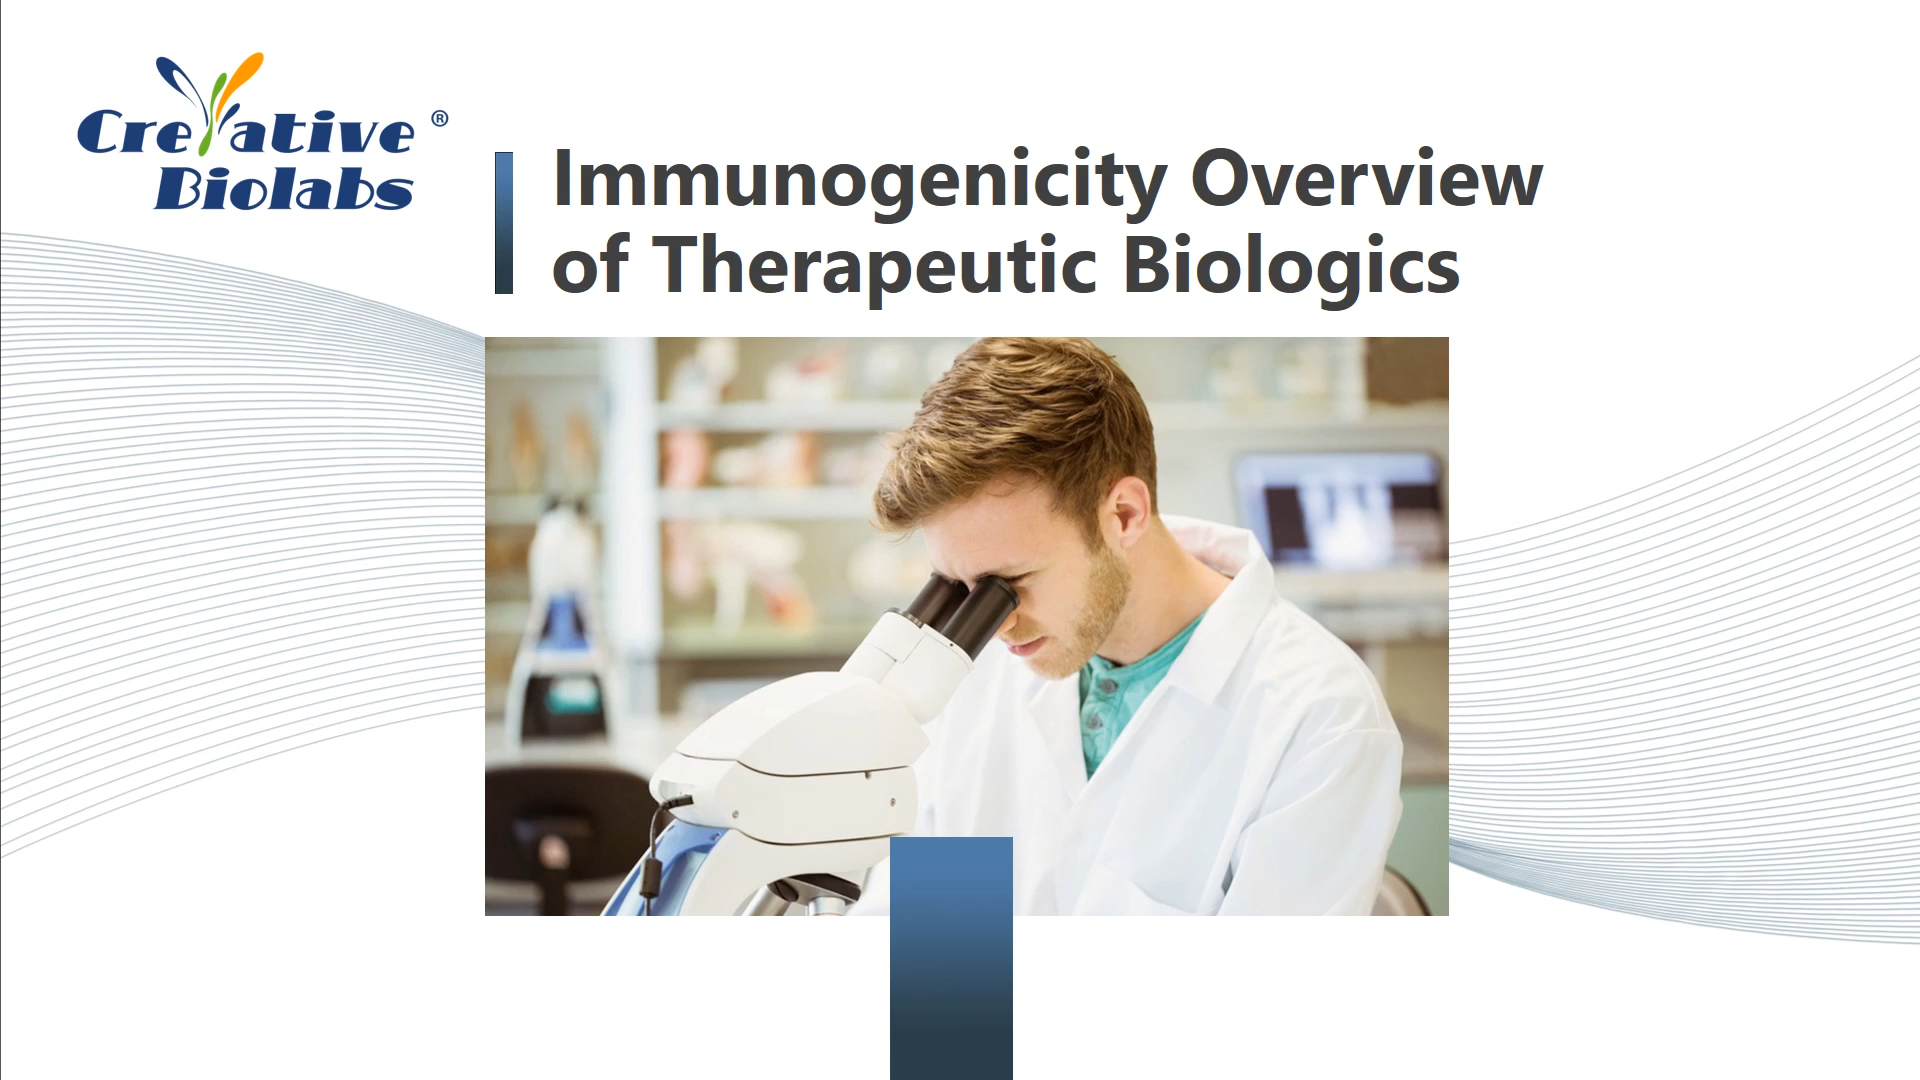 Creative ®
Biolabs
Immunogenicity Overview
of Therapeutic Biologics